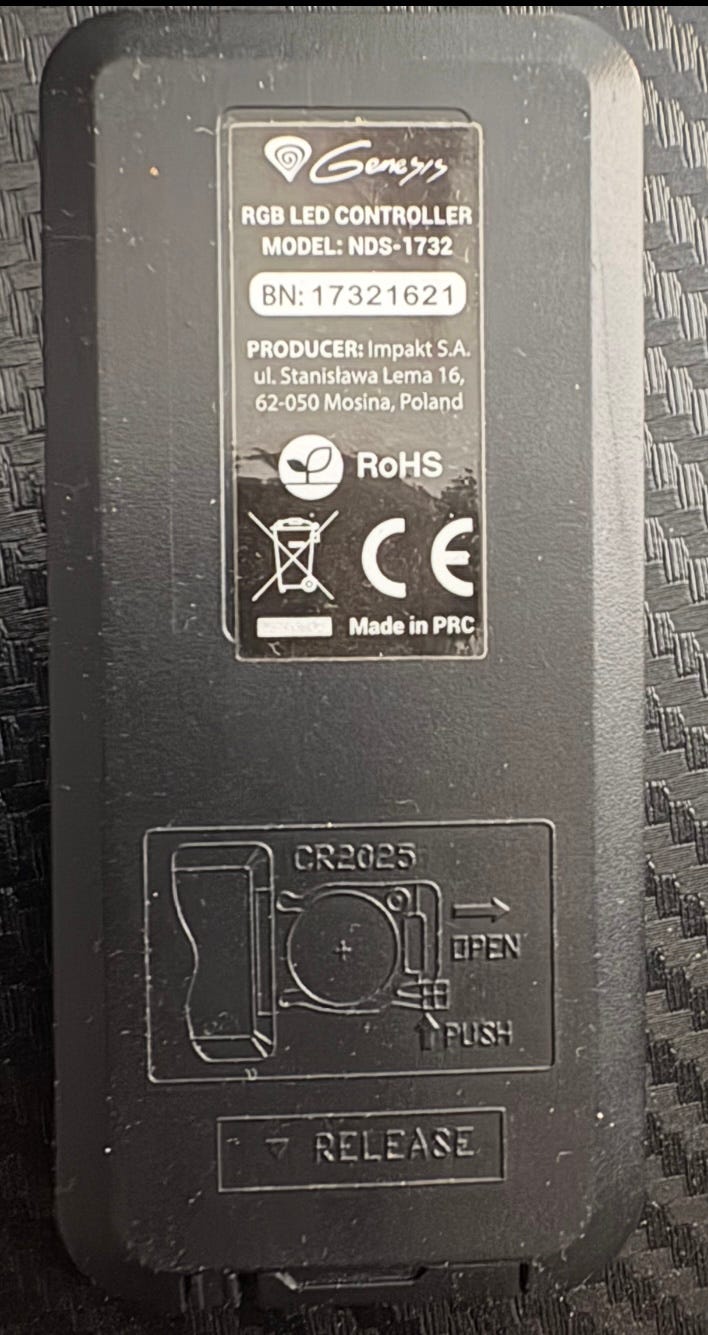 Genesis
RGB LED CONTROLLER
MODEL: NDS-1732
BN: 17321621
PRODUCER: Impakt S.A.
ul. Stanisława Lema 16,
62-050 Mosina, Poland
RoHS
CE
Made in PRC
CR2025
OPEN
PUSH
RELEASE